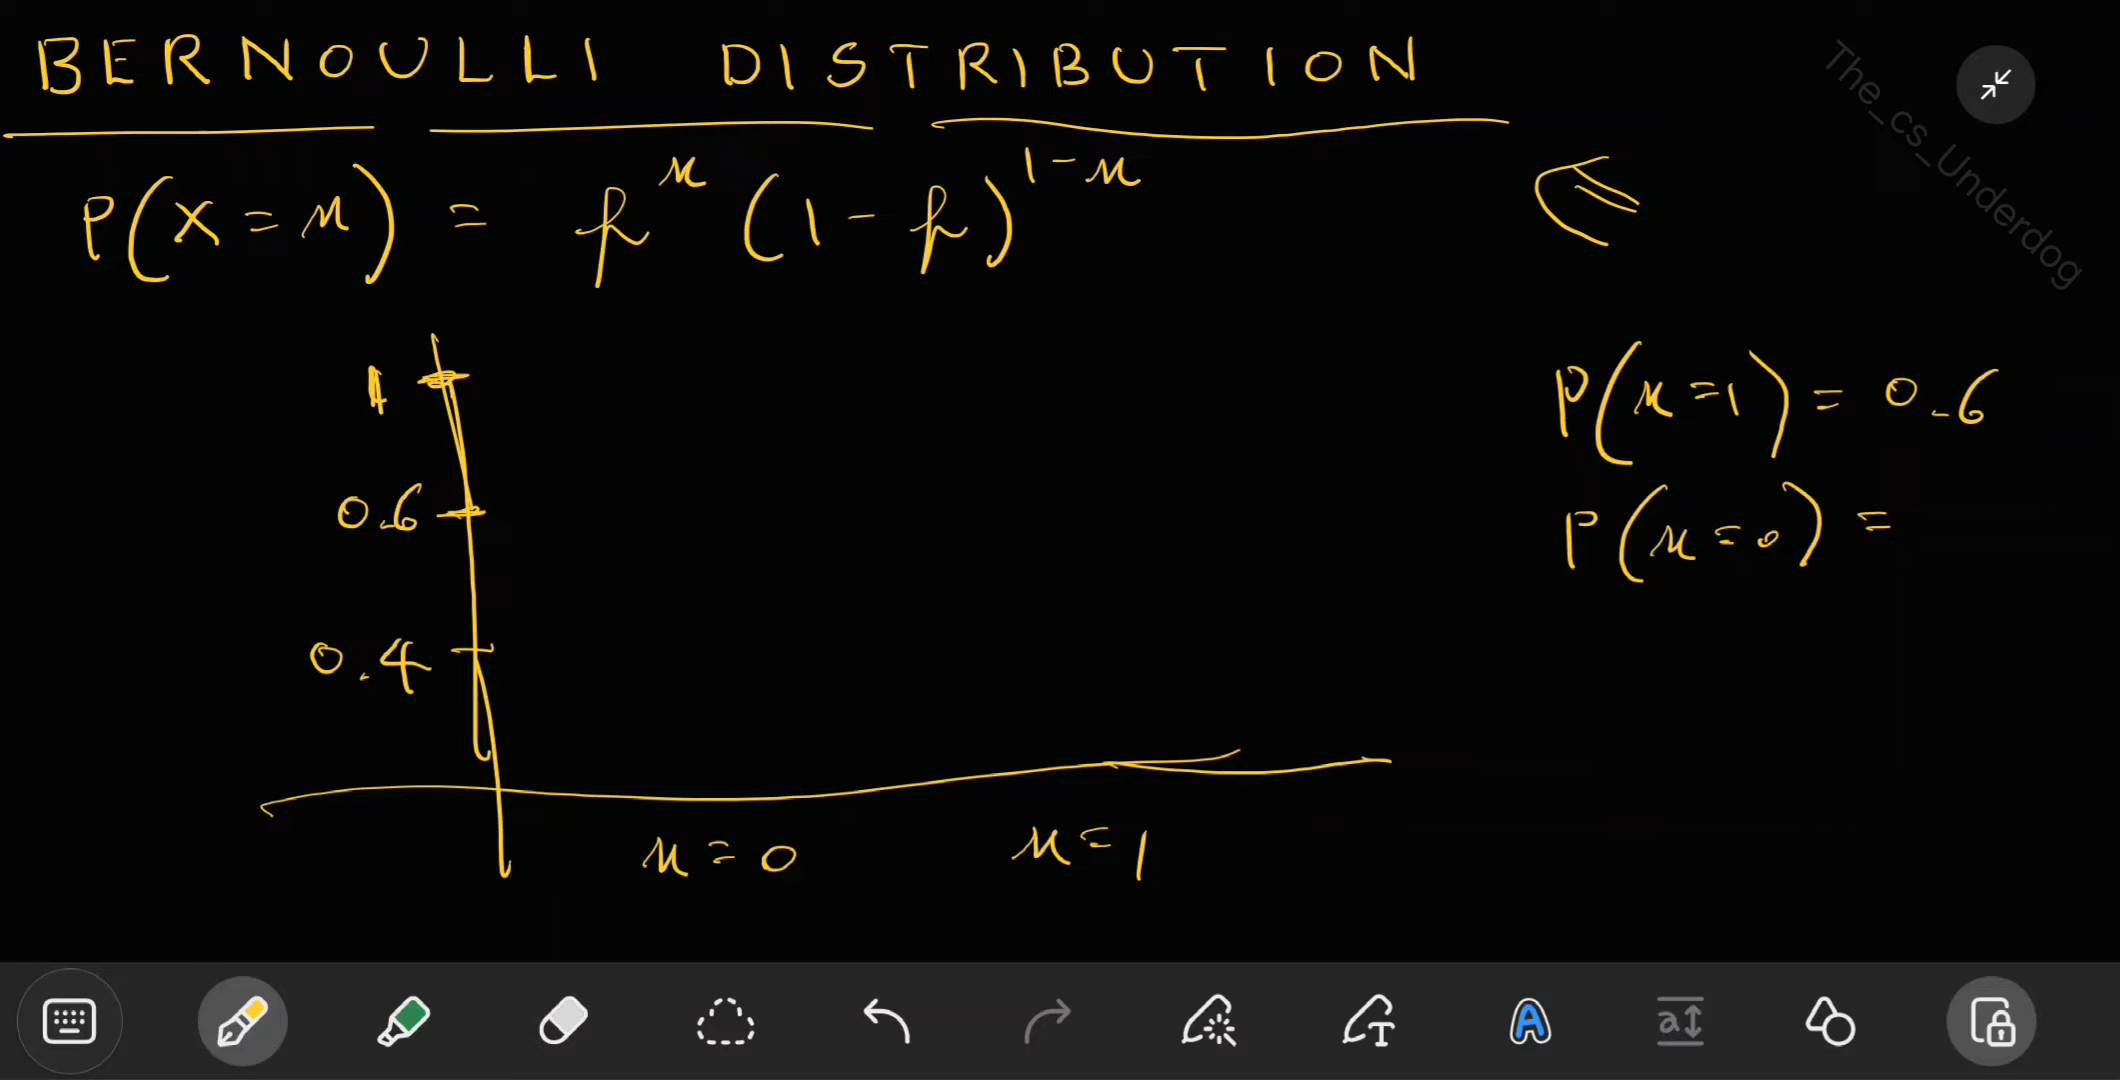 BERNOULLI DISTRIBUTION
P(X=x) = p^x (1-p)^{1-x}
The_cs_Underdog
1
P(x=1) = 0.6
0.6
P(x=0) =
0.4
x=0 x=1